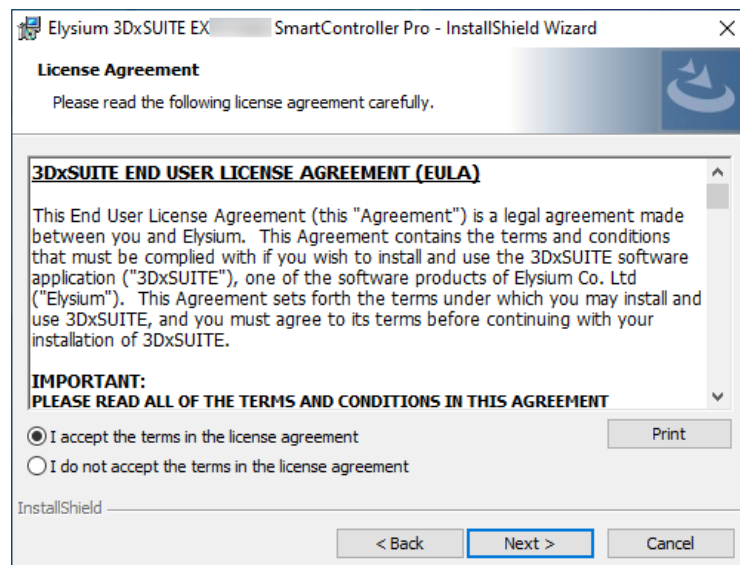 Elysium 3DxSUITE EX SmartController Pro - InstallShield Wizard
License Agreement
Please read the following license agreement carefully.
3DxSUITE END USER LICENSE AGREEMENT (EULA)
This End User License Agreement (this "Agreement") is a legal agreement made
between you and Elysium. This Agreement contains the terms and conditions
that must be complied with if you wish to install and use the 3DxSUITE software
application ("3DxSUITE"), one of the software products of Elysium Co. Ltd
("Elysium"). This Agreement sets forth the terms under which you may install and
use 3DxSUITE, and you must agree to its terms before continuing with your
installation of 3DxSUITE.
IMPORTANT:
PLEASE READ ALL OF THE TERMS AND CONDITIONS IN THIS AGREEMENT
I accept the terms in the license agreement
Print
I do not accept the terms in the license agreement
InstallShield
< Back
Next >
Cancel